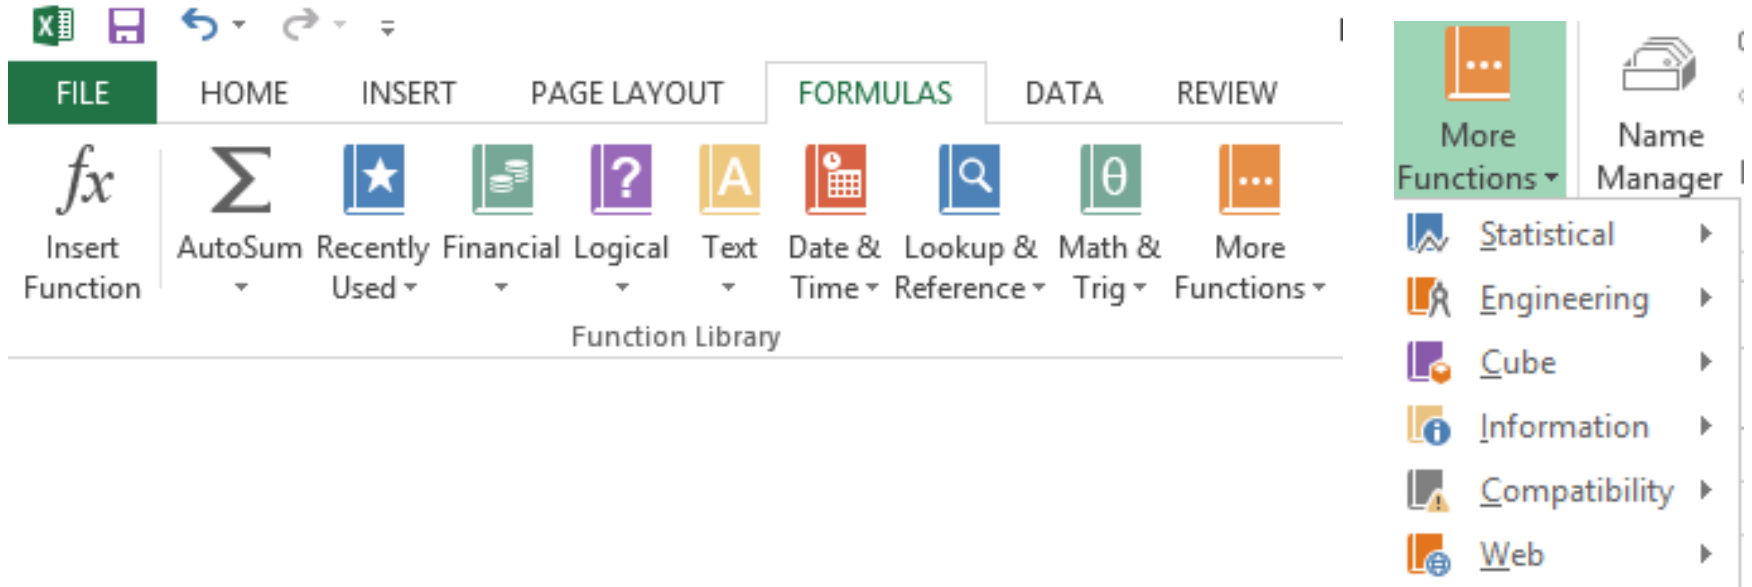 FILE HOME INSERT PAGE LAYOUT FORMULAS DATA REVIEW
fx Σ ? A θ
Insert AutoSum Recently Financial Logical Text Date & Lookup & Math & More
Function Used Time Reference Trig Functions
Function Library
More Name
Functions Manager
Statistical
Engineering
Cube
Information
Compatibility
Web